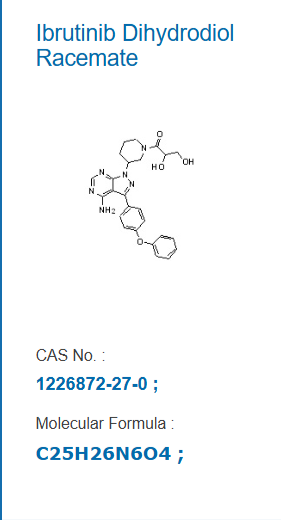 Ibrutinib Dihydrodiol
Racemate
O
N
HO
OH
N
N
N
N
NH2
O
CAS No. :
1226872-27-0 ;
Molecular Formula :
C25H26N6O4 ;